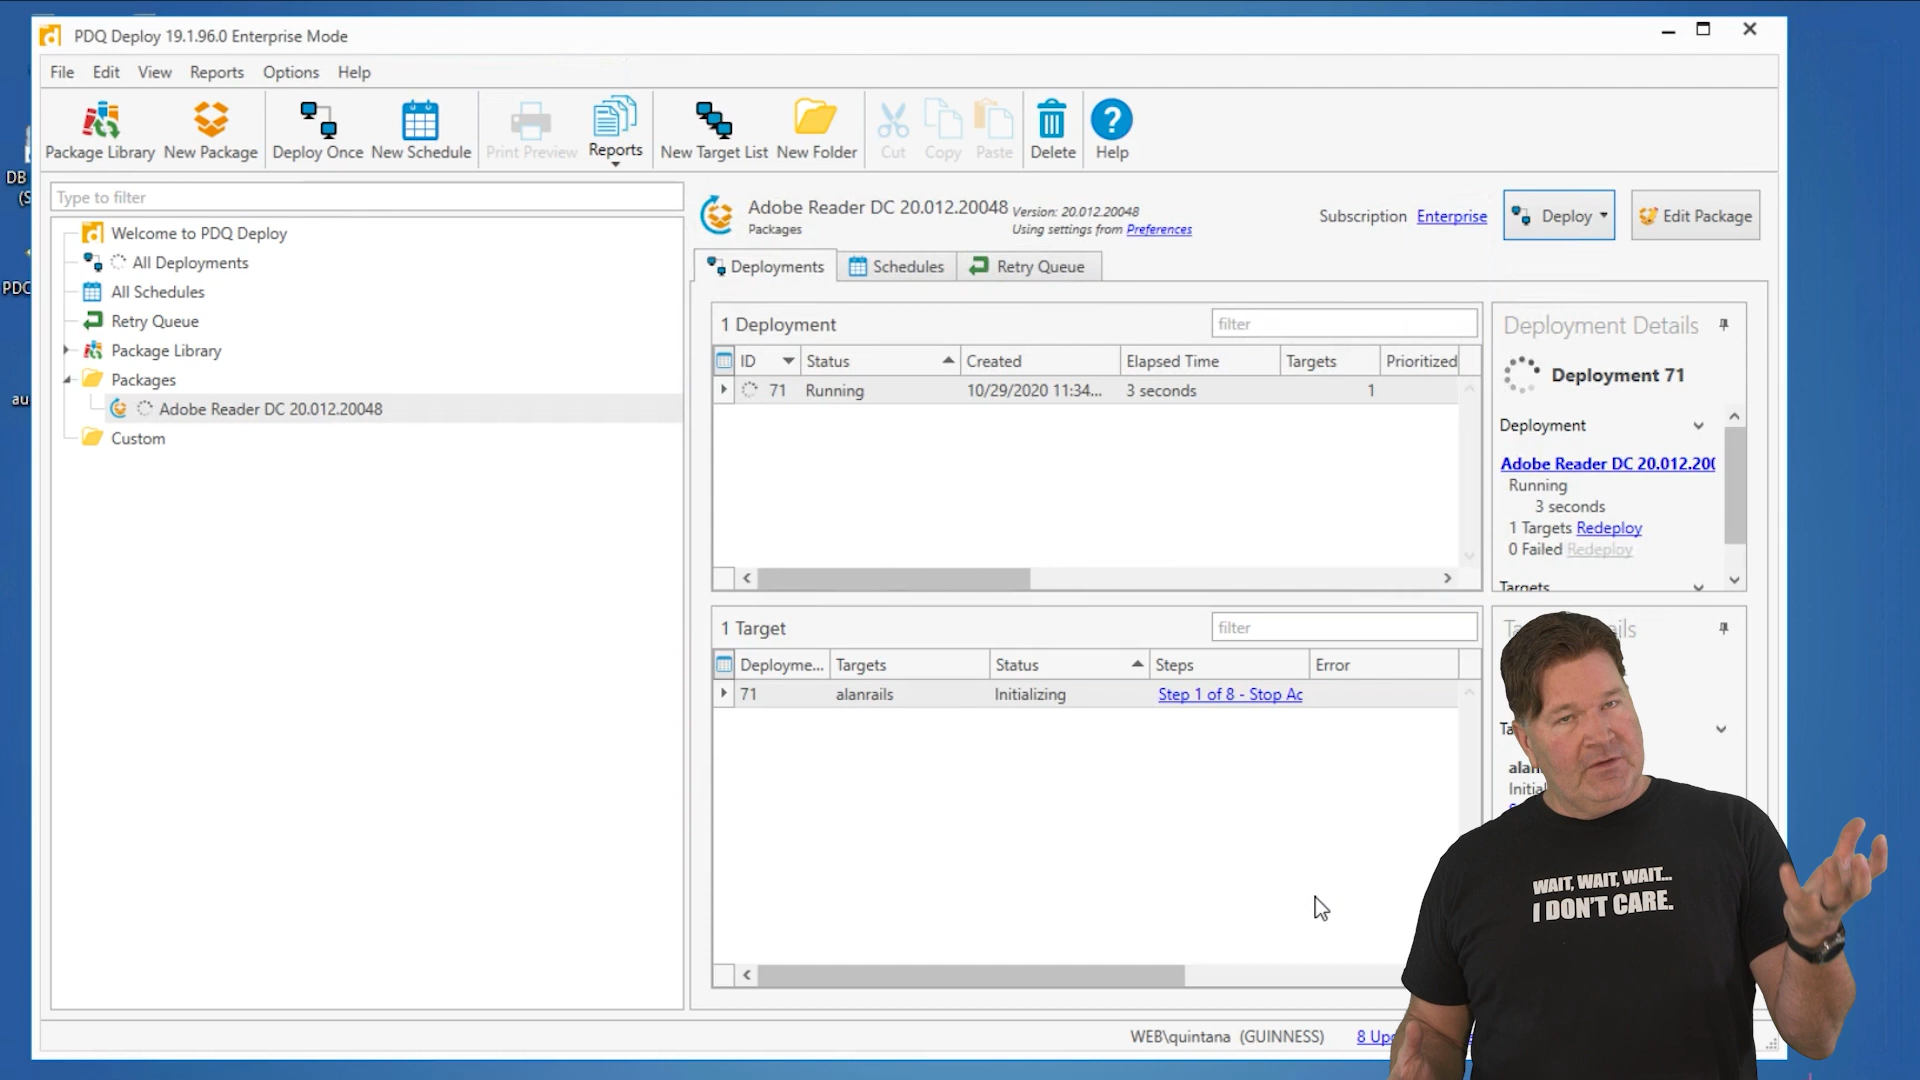 PDQ Deploy 19.1.96.0 Enterprise Mode
File Edit View Reports Options Help
Package Library New Package Deploy Once New Schedule Print Preview Reports New Target List New Folder Cut Copy Paste Delete Help
DB
(S
PDC
au
Type to filter
Welcome to PDQ Deploy
All Deployments
All Schedules
Retry Queue
Package Library
Packages
Adobe Reader DC 20.012.20048
Custom
Adobe Reader DC 20.012.20048 Version: 20.012.20048
Packages Using settings from Preferences
Subscription Enterprise Deploy Edit Package
Deployments Schedules Retry Queue
1 Deployment filter
ID Status Created Elapsed Time Targets Prioritized
71 Running 10/29/2020 11:34... 3 seconds 1
Deployment Details
Deployment 71
Deployment
Adobe Reader DC 20.012.200
Running
3 seconds
1 Targets Redeploy
0 Failed Redeploy
Targets
1 Target filter
Deployme... Targets Status Steps Error
71 alanrails Initializing Step 1 of 8 - Stop Ac
WAIT, WAIT, WAIT...
I DON'T CARE.
WEB\quintana (GUINNESS)